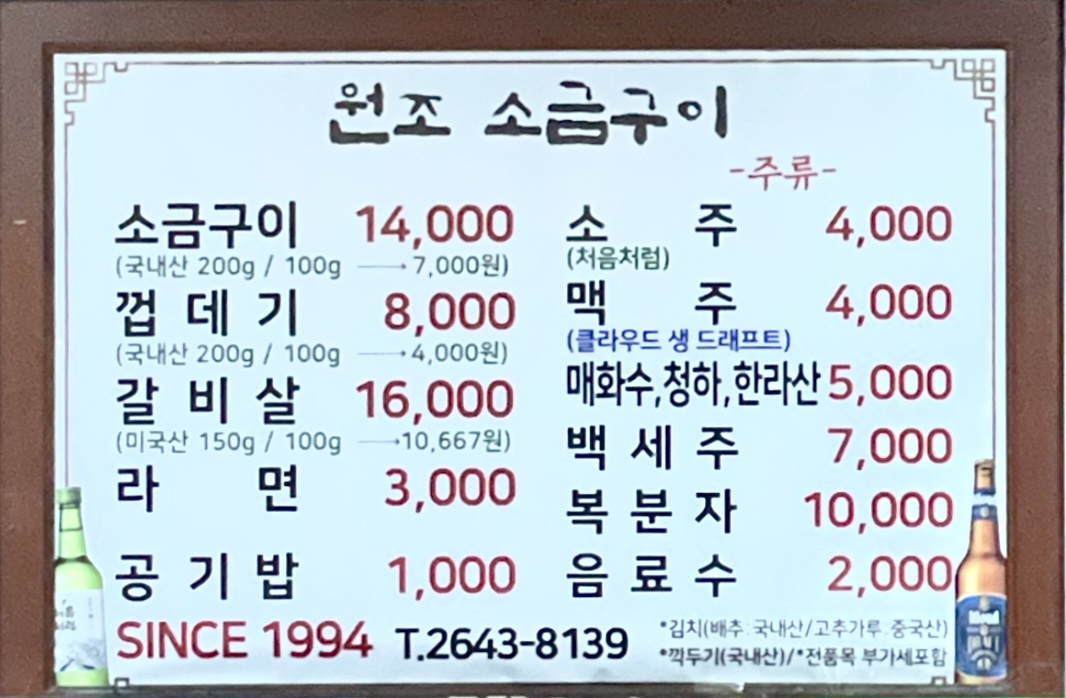 원조 소금구이
-주류-
소금구이 14,000
(국내산 200g / 100g → 7,000원)
껍데기 8,000
(국내산 200g / 100g → 4,000원)
갈비살 16,000
(미국산 150g / 100g → 10,667원)
라면 3,000
공기밥 1,000
소주 4,000
(처음처럼)
맥주 4,000
(클라우드 생 드래프트)
매화수,청하,한라산 5,000
백세주 7,000
복분자 10,000
음료수 2,000
SINCE 1994 T.2643-8139
*김치(배추:국내산/고추가루:중국산)
*깍두기(국내산)/*전품목 부가세포함